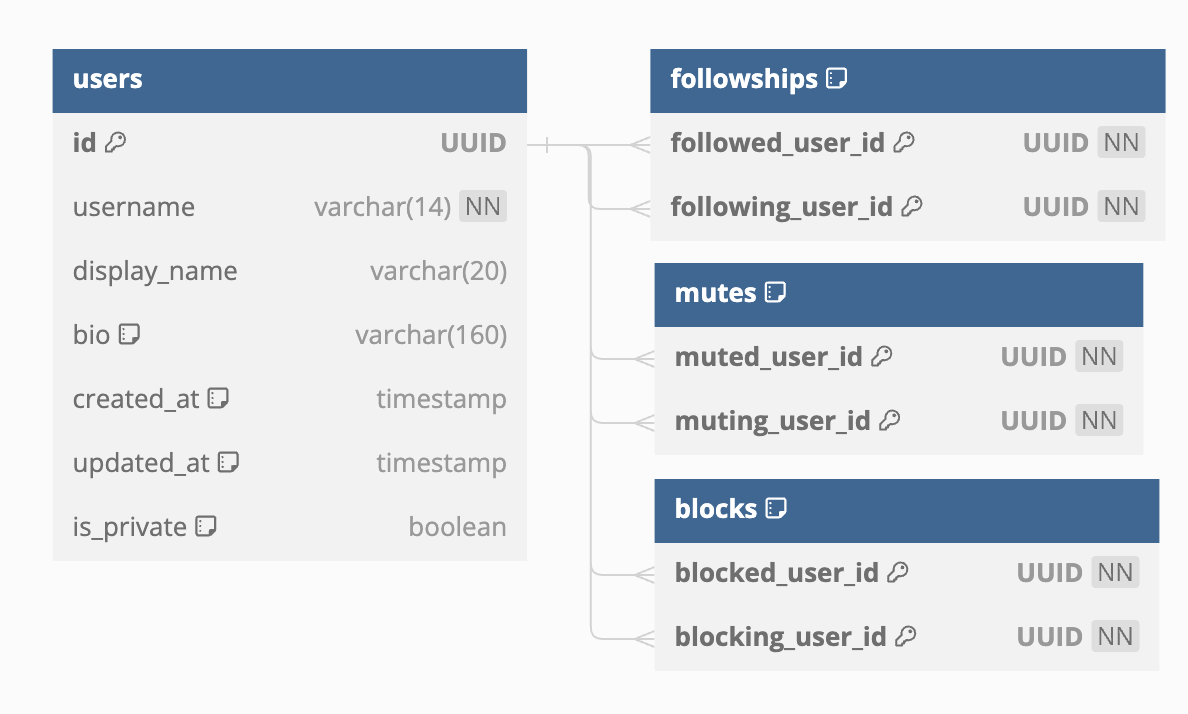 users
id UUID
username varchar(14) NN
display_name varchar(20)
bio varchar(160)
created_at timestamp
updated_at timestamp
is_private boolean
followships
followed_user_id UUID NN
following_user_id UUID NN
mutes
muted_user_id UUID NN
muting_user_id UUID NN
blocks
blocked_user_id UUID NN
blocking_user_id UUID NN